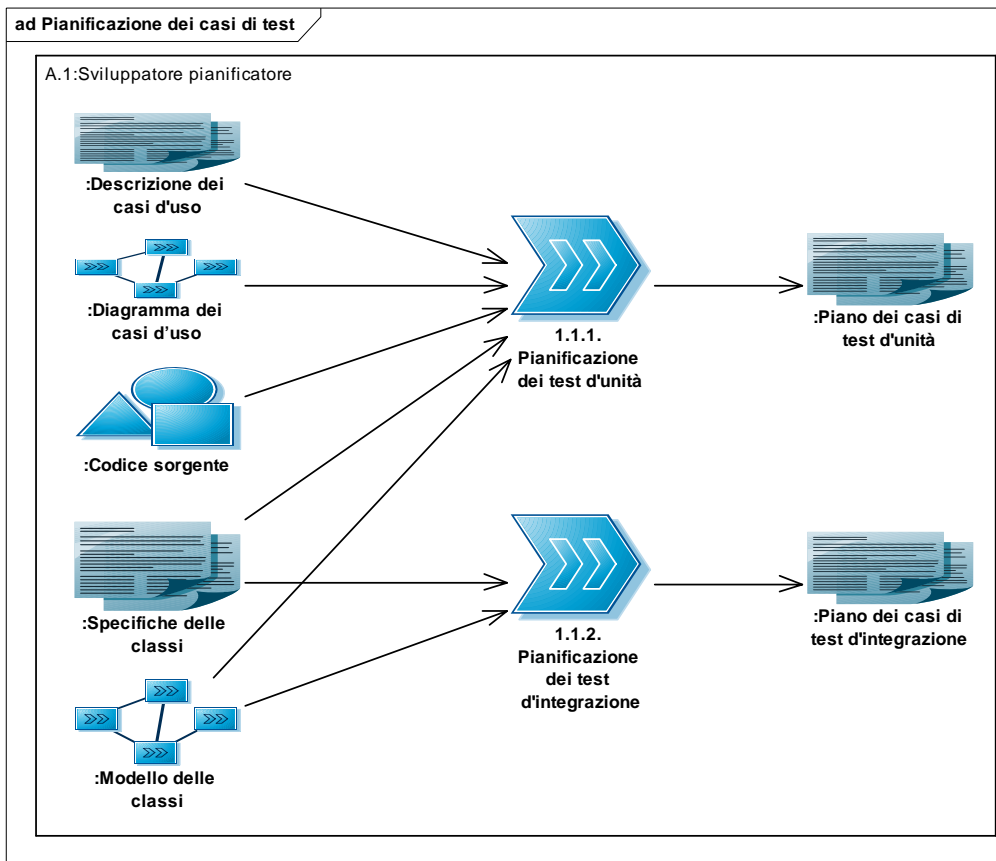 ad Pianificazione dei casi di test
A.1:Sviluppatore pianificatore
:Descrizione dei
casi d'uso
:Diagramma dei
casi d’uso
:Codice sorgente
:Specifiche delle
classi
:Modello delle
classi
1.1.1.
Pianificazione
dei test d'unità
1.1.2.
Pianificazione
dei test
d'integrazione
:Piano dei casi di
test d'unità
:Piano dei casi di
test d'integrazione